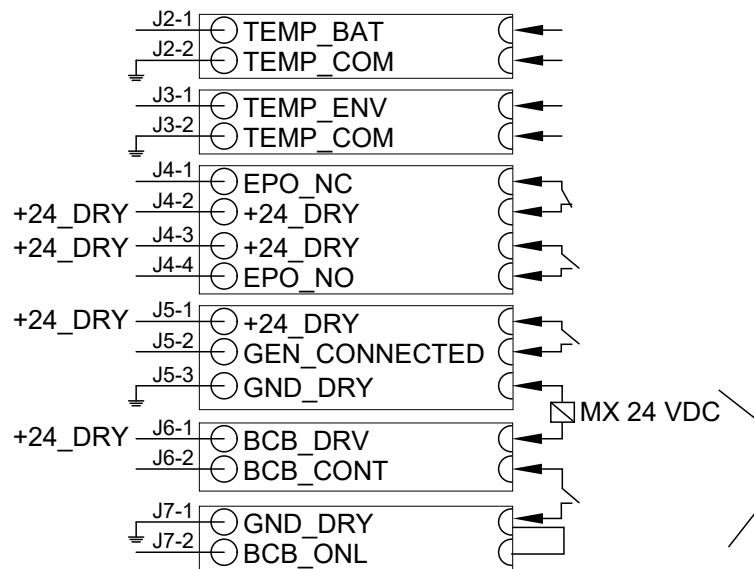 J2-1 TEMP_BAT
J2-2 TEMP_COM
J3-1 TEMP_ENV
J3-2 TEMP_COM
J4-1 EPO_NC
+24_DRY J4-2 +24_DRY
+24_DRY J4-3 +24_DRY
J4-4 EPO_NO
+24_DRY J5-1 +24_DRY
J5-2 GEN_CONNECTED
J5-3 GND_DRY
MX 24 VDC
+24_DRY J6-1 BCB_DRV
J6-2 BCB_CONT
J7-1 GND_DRY
J7-2 BCB_ONL